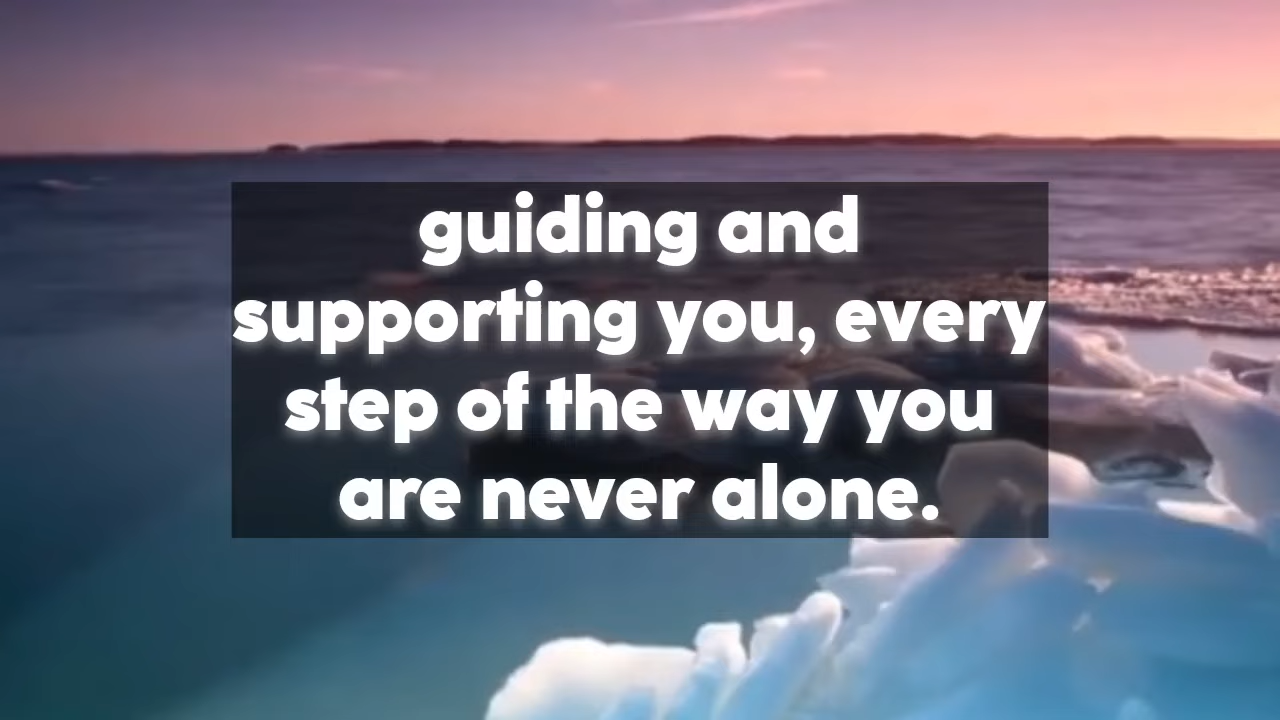 guiding and
supporting you, every
step of the way you
are never alone.